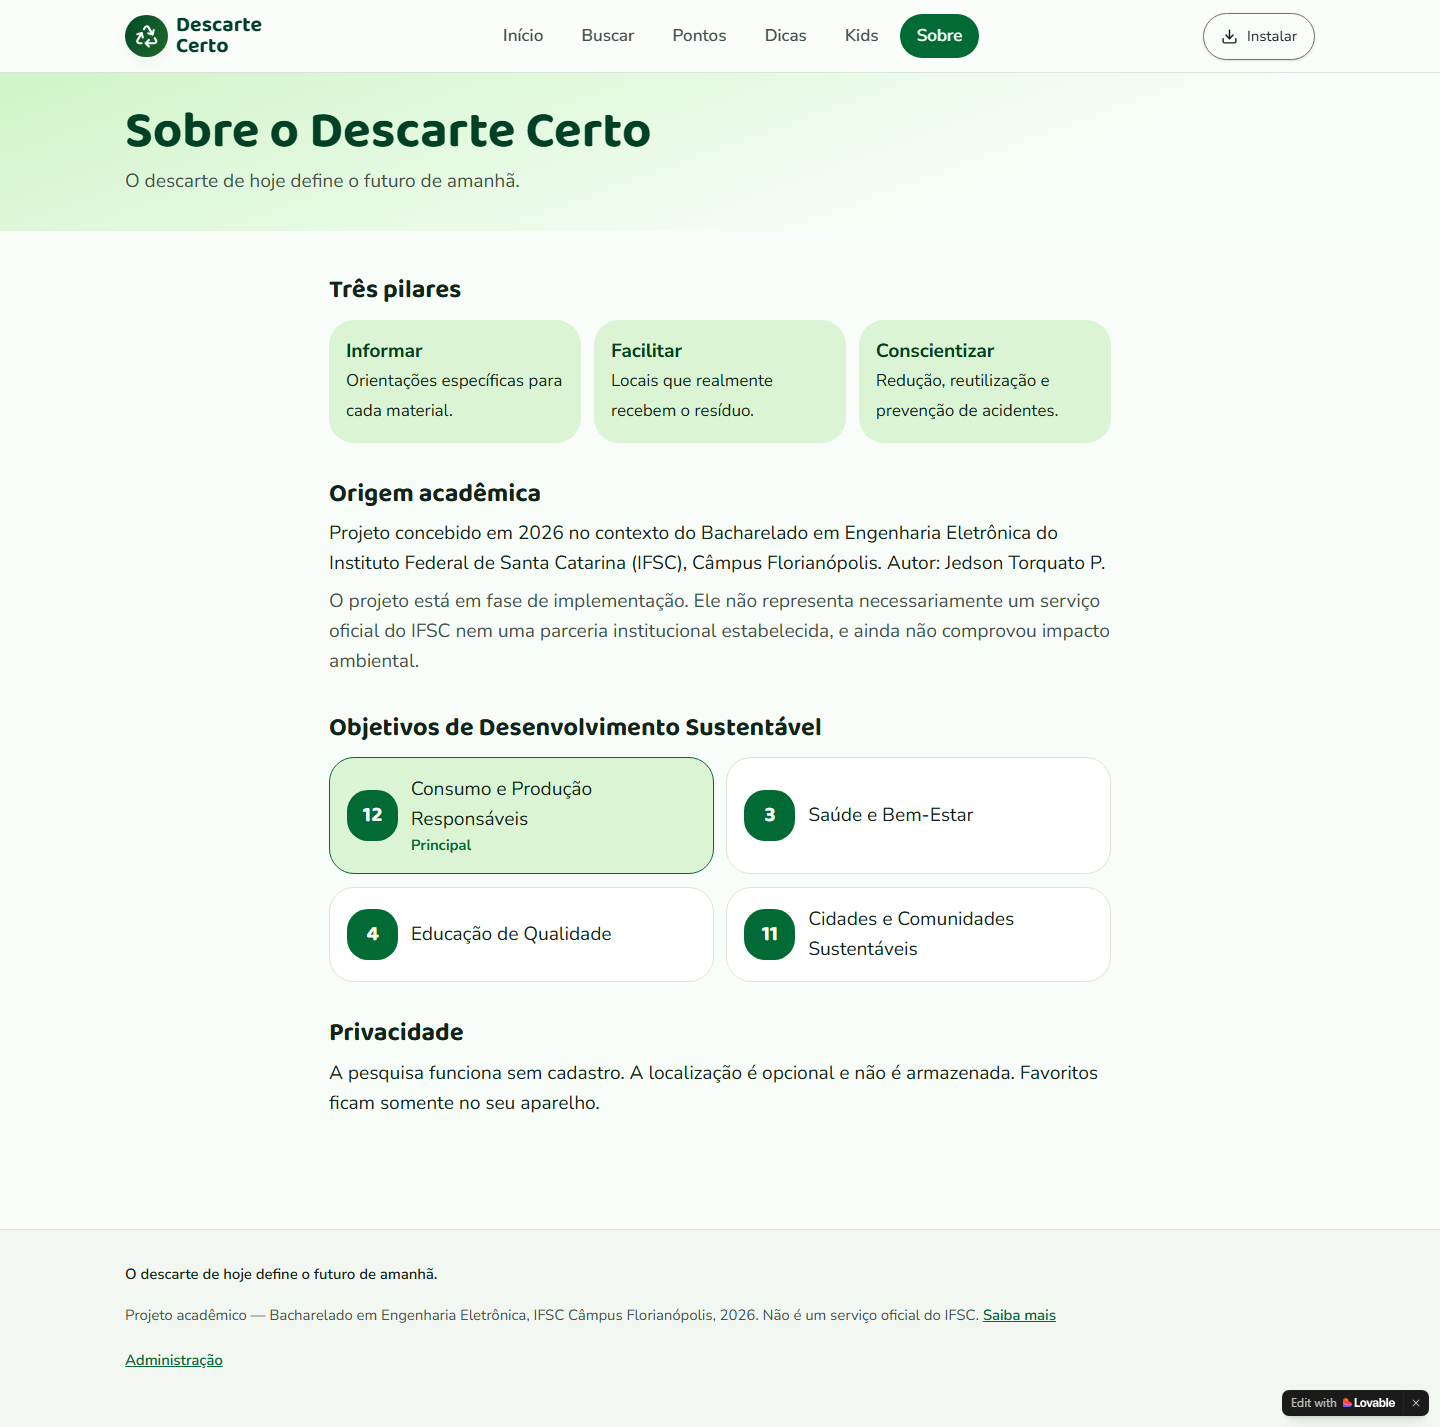 Descarte
Certo
Início
Buscar
Pontos
Dicas
Kids
Sobre
Instalar
Sobre o Descarte Certo
O descarte de hoje define o futuro de amanhã.
Três pilares
Informar
Orientações específicas para
cada material.
Facilitar
Locais que realmente
recebem o resíduo.
Conscientizar
Redução, reutilização e
prevenção de acidentes.
Origem acadêmica
Projeto concebido em 2026 no contexto do Bacharelado em Engenharia Eletrônica do
Instituto Federal de Santa Catarina (IFSC), Câmpus Florianópolis. Autor: Jedson Torquato P.
O projeto está em fase de implementação. Ele não representa necessariamente um serviço
oficial do IFSC nem uma parceria institucional estabelecida, e ainda não comprovou impacto
ambiental.
Objetivos de Desenvolvimento Sustentável
12
Consumo e Produção
Responsáveis
Principal
3
Saúde e Bem-Estar
4
Educação de Qualidade
11
Cidades e Comunidades
Sustentáveis
Privacidade
A pesquisa funciona sem cadastro. A localização é opcional e não é armazenada. Favoritos
ficam somente no seu aparelho.
O descarte de hoje define o futuro de amanhã.
Projeto acadêmico — Bacharelado em Engenharia Eletrônica, IFSC Câmpus Florianópolis, 2026. Não é um serviço oficial do IFSC. Saiba mais
Administração
Edit with Lovable